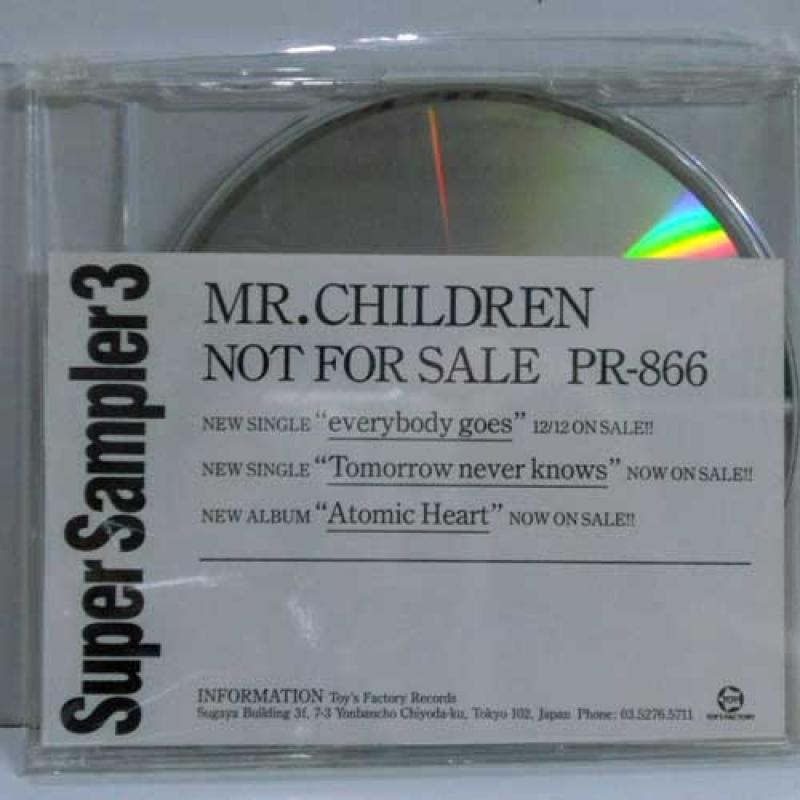 Super Sampler 3
MR.CHILDREN
NOT FOR SALE PR-866
NEW SINGLE “everybody goes” 12/12 ON SALE!!
NEW SINGLE “Tomorrow never knows” NOW ON SALE!!
NEW ALBUM “Atomic Heart” NOW ON SALE!!
INFORMATION Toy's Factory Records
Sugaya Building 3f, 7-3 Yonbancho Chiyoda-ku, Tokyo 102, Japan Phone: 03.5276.5711
TOY'S FACTORY